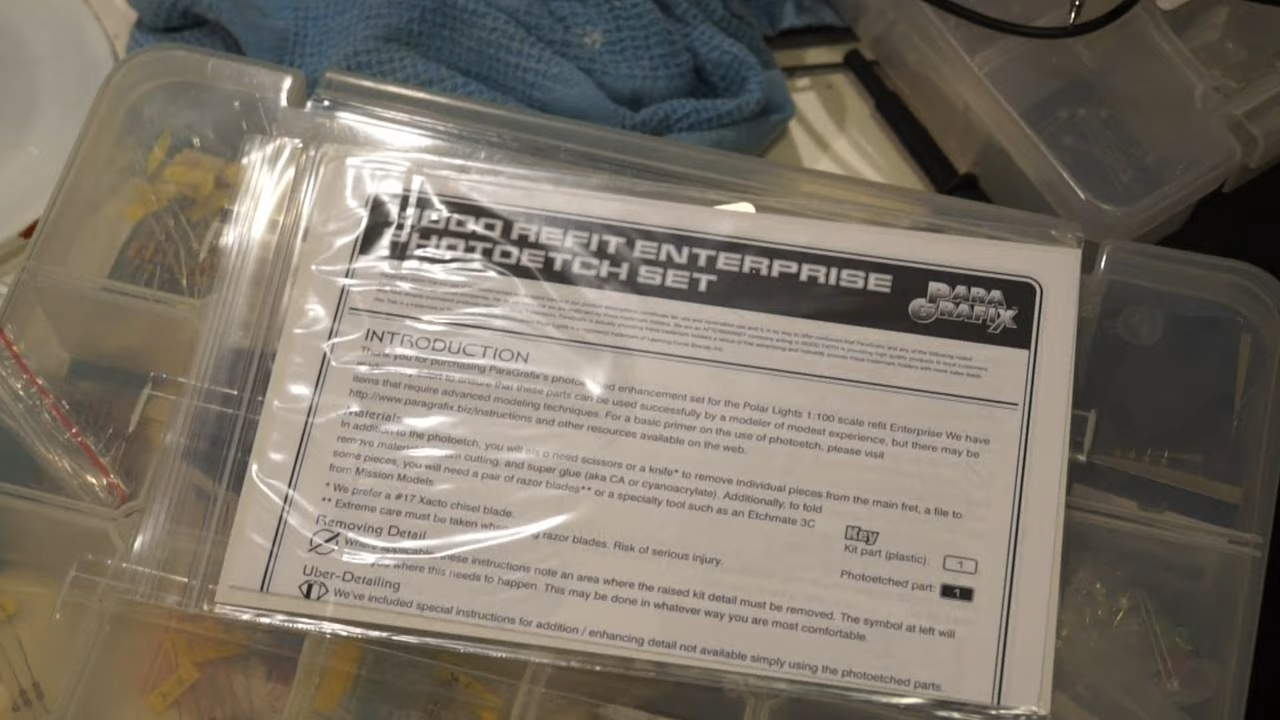 REFIT ENTERPRISE
PHOTOETCH SET
PARA
GRAFIX
INTRODUCTION
Thank you for purchasing ParaGrafix's enhancement set for the Polar Lights 1:100 scale refit Enterprise We have
to ensure that these parts can be used successfully by a modeler of modest experience, but there may be
items that require advanced modeling techniques. For a basic primer on the use of photoetch, please visit
http://www.paragrafix.biz/instructions and other resources available on the web.
Materials
In addition to the photoetch, you will also need scissors or a knife* to remove individual pieces from the main fret, a file to
remove material from cutting, and super glue (aka CA or cyanoacrylate). Additionally, to fold
some pieces, you will need a pair of razor blades** or a specialty tool such as an Etchmate 3C
from Mission Models.
* We prefer a #17 Xacto chisel blade.
** Extreme care must be taken when razor blades. Risk of serious injury.
Key
Kit part (plastic): 1
Photoetched part: 1
Removing Detail
Where applicable, these instructions note an area where the raised kit detail must be removed. The symbol at left will
where this needs to happen. This may be done in whatever way you are most comfortable.
Uber-Detailing
We've included special instructions for addition / enhancing detail not available simply using the photoetched parts.